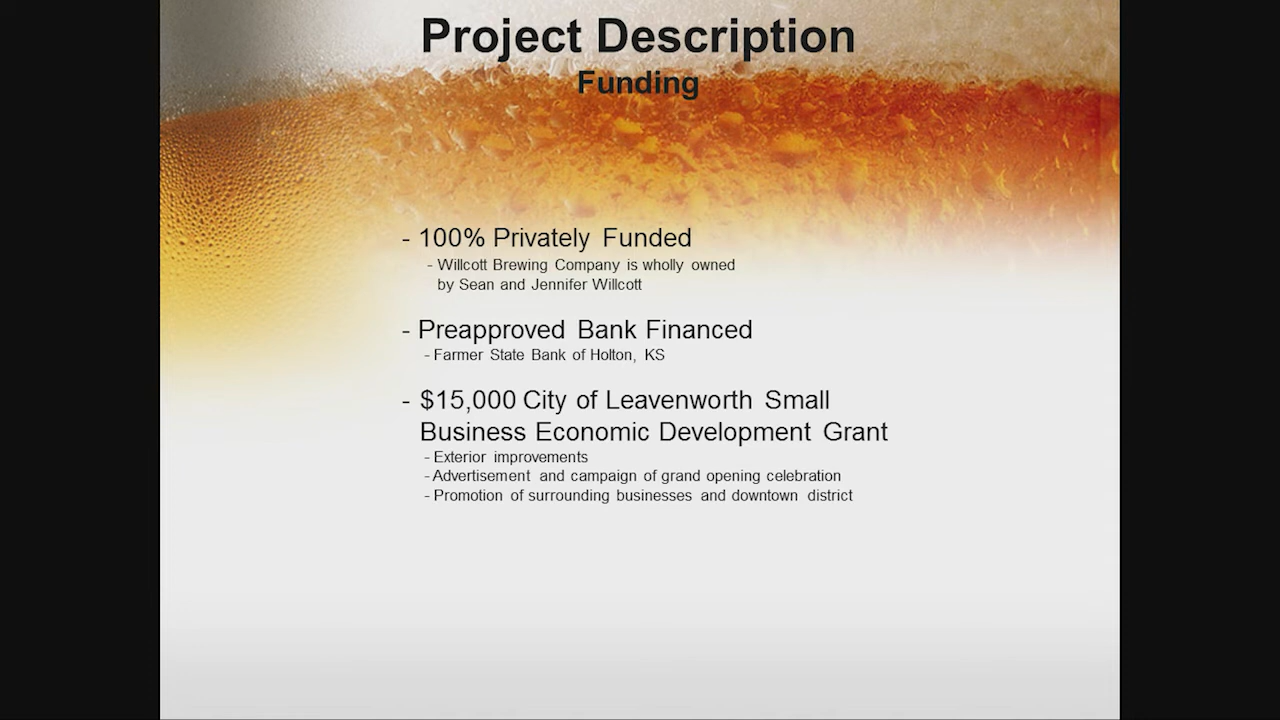 Project Description
Funding
- 100% Privately Funded
- Willcott Brewing Company is wholly owned
by Sean and Jennifer Willcott
- Preapproved Bank Financed
- Farmer State Bank of Holton, KS
- $15,000 City of Leavenworth Small
Business Economic Development Grant
- Exterior improvements
- Advertisement and campaign of grand opening celebration
- Promotion of surrounding businesses and downtown district